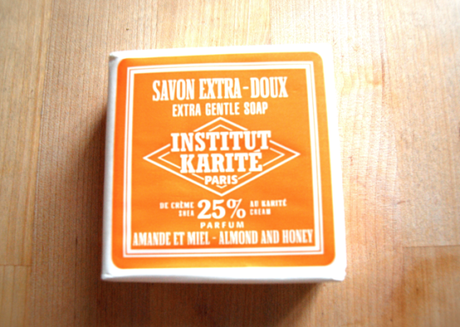 SAVON EXTRA-DOUX
EXTRA GENTLE SOAP
INSTITUT
KARITÉ
PARIS
DE CRÈME 25% AU KARITÉ
SHEA CREAM
PARFUM
AMANDE ET MIEL - ALMOND AND HONEY